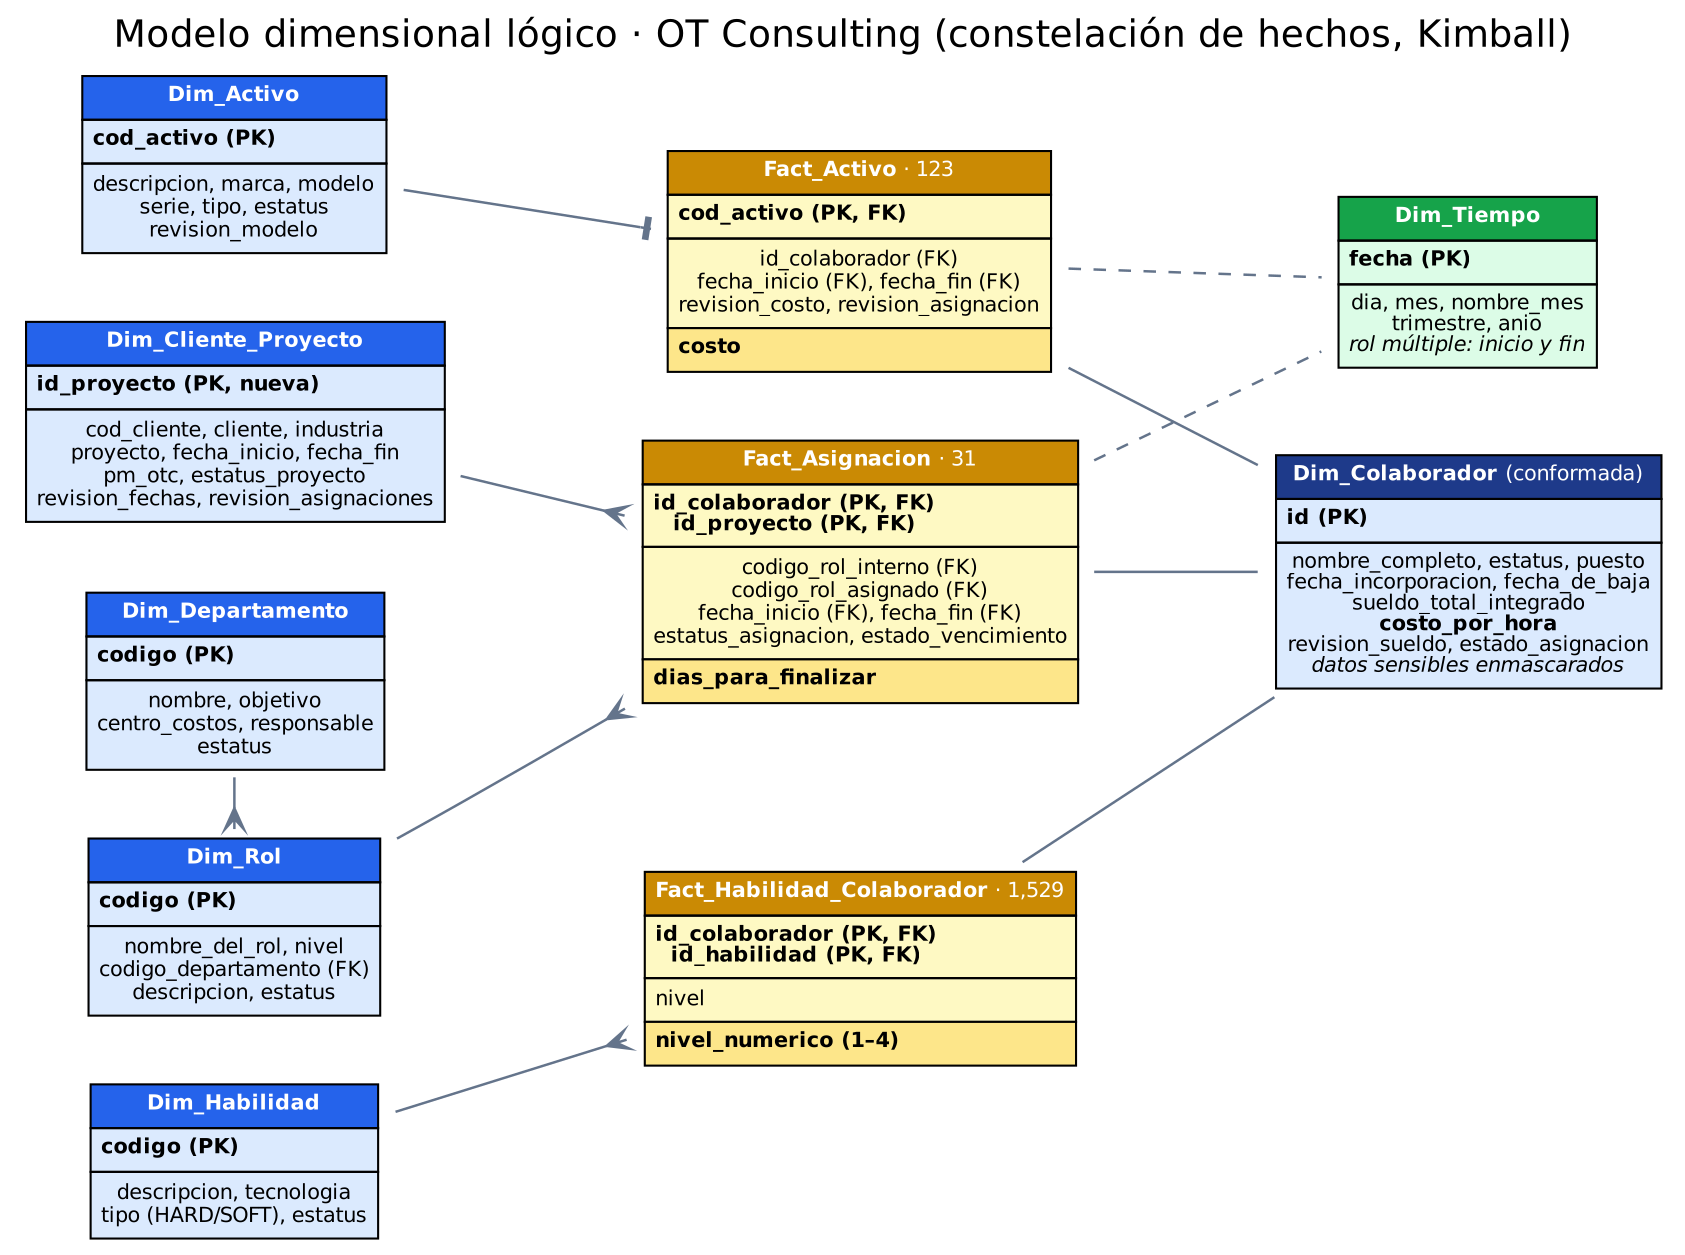 Modelo dimensional lógico · OT Consulting (constelación de hechos, Kimball)
Dim_Activo
cod_activo (PK)
descripcion, marca, modelo
serie, tipo, estatus
revision_modelo
Fact_Activo · 123
cod_activo (PK, FK)
id_colaborador (FK)
fecha_inicio (FK), fecha_fin (FK)
revision_costo, revision_asignacion
costo
Dim_Tiempo
fecha (PK)
dia, mes, nombre_mes
trimestre, anio
rol múltiple: inicio y fin
Dim_Cliente_Proyecto
id_proyecto (PK, nueva)
cod_cliente, cliente, industria
proyecto, fecha_inicio, fecha_fin
pm_otc, estatus_proyecto
revision_fechas, revision_asignaciones
Fact_Asignacion · 31
id_colaborador (PK, FK)
id_proyecto (PK, FK)
codigo_rol_interno (FK)
codigo_rol_asignado (FK)
fecha_inicio (FK), fecha_fin (FK)
estatus_asignacion, estado_vencimiento
dias_para_finalizar
Dim_Colaborador (conformada)
id (PK)
nombre_completo, estatus, puesto
fecha_incorporacion, fecha_de_baja
sueldo_total_integrado
costo_por_hora
revision_sueldo, estado_asignacion
datos sensibles enmascarados
Dim_Departamento
codigo (PK)
nombre, objetivo
centro_costos, responsable
estatus
Dim_Rol
codigo (PK)
nombre_del_rol, nivel
codigo_departamento (FK)
descripcion, estatus
Fact_Habilidad_Colaborador · 1,529
id_colaborador (PK, FK)
id_habilidad (PK, FK)
nivel
nivel_numerico (1–4)
Dim_Habilidad
codigo (PK)
descripcion, tecnologia
tipo (HARD/SOFT), estatus